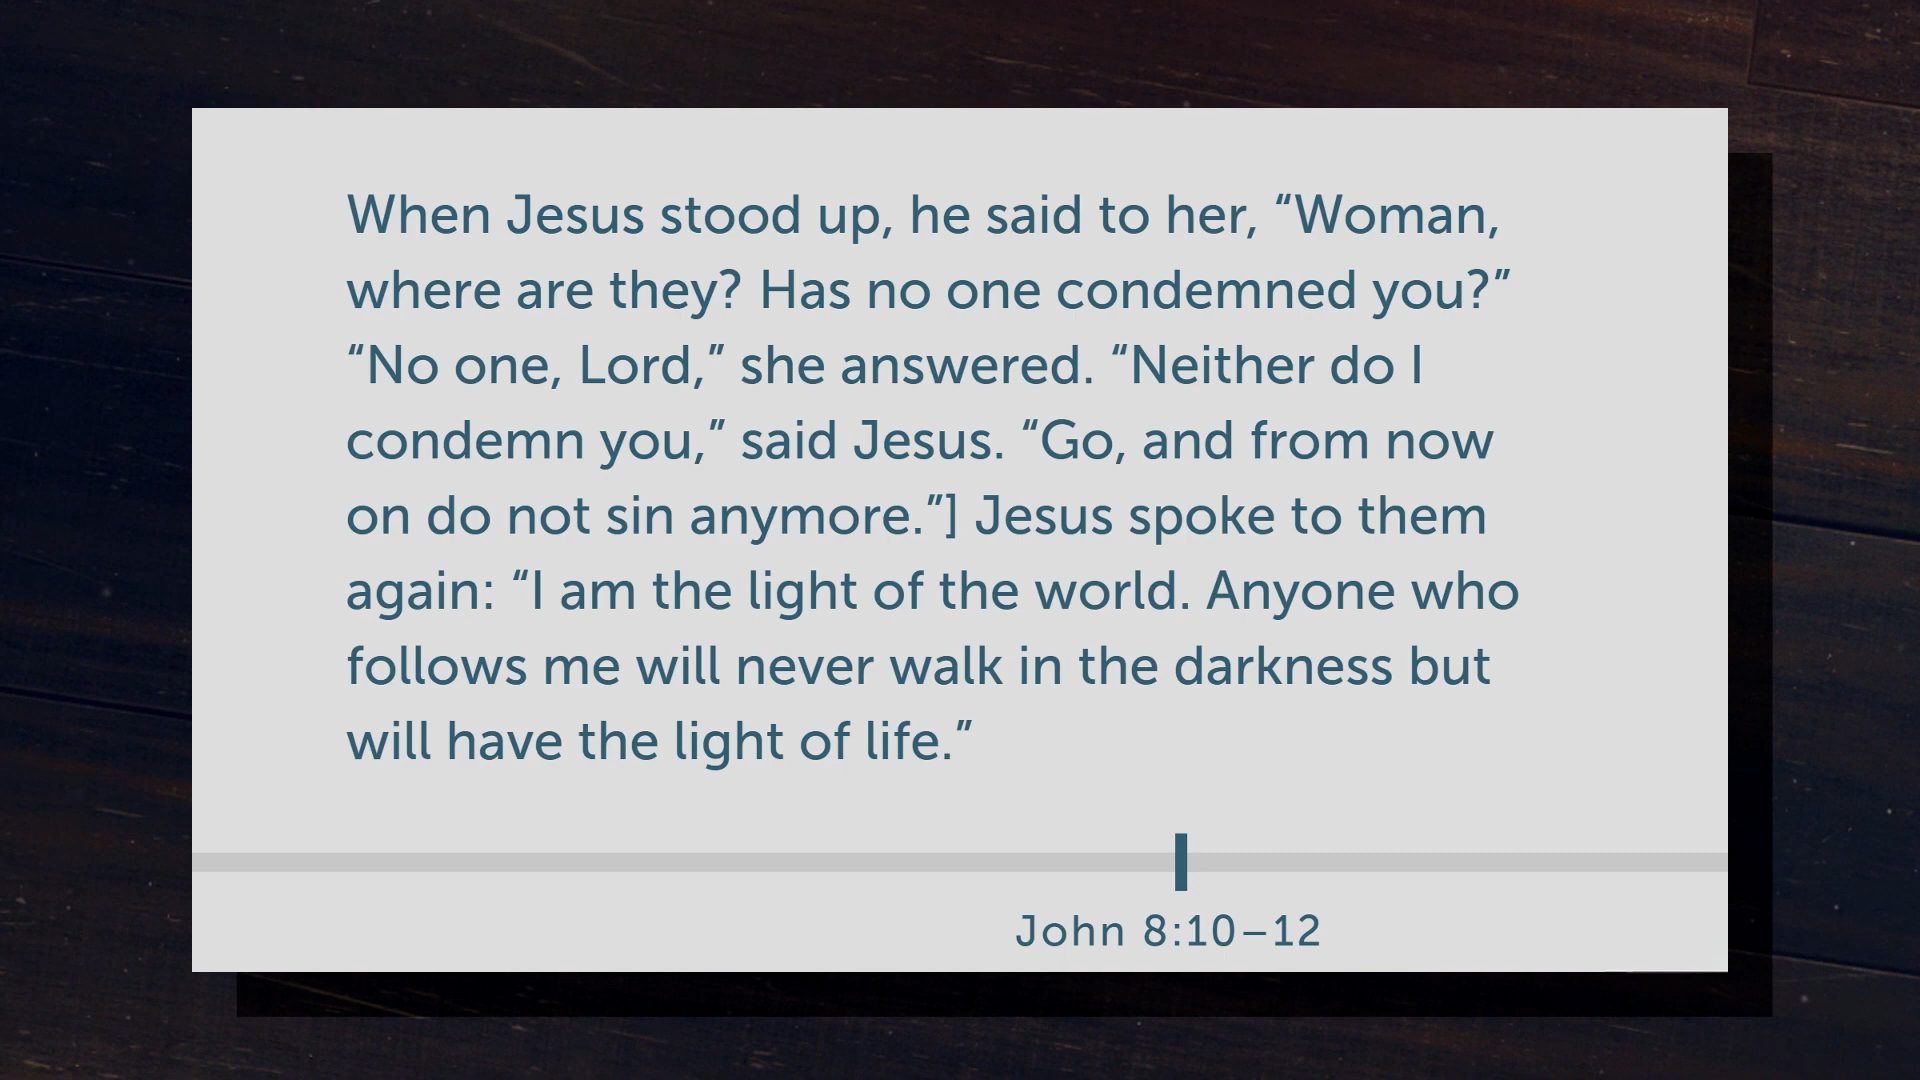 When Jesus stood up, he said to her, “Woman,
where are they? Has no one condemned you?”
“No one, Lord,” she answered. “Neither do I
condemn you,” said Jesus. “Go, and from now
on do not sin anymore.”] Jesus spoke to them
again: “I am the light of the world. Anyone who
follows me will never walk in the darkness but
will have the light of life.”
John 8:10–12